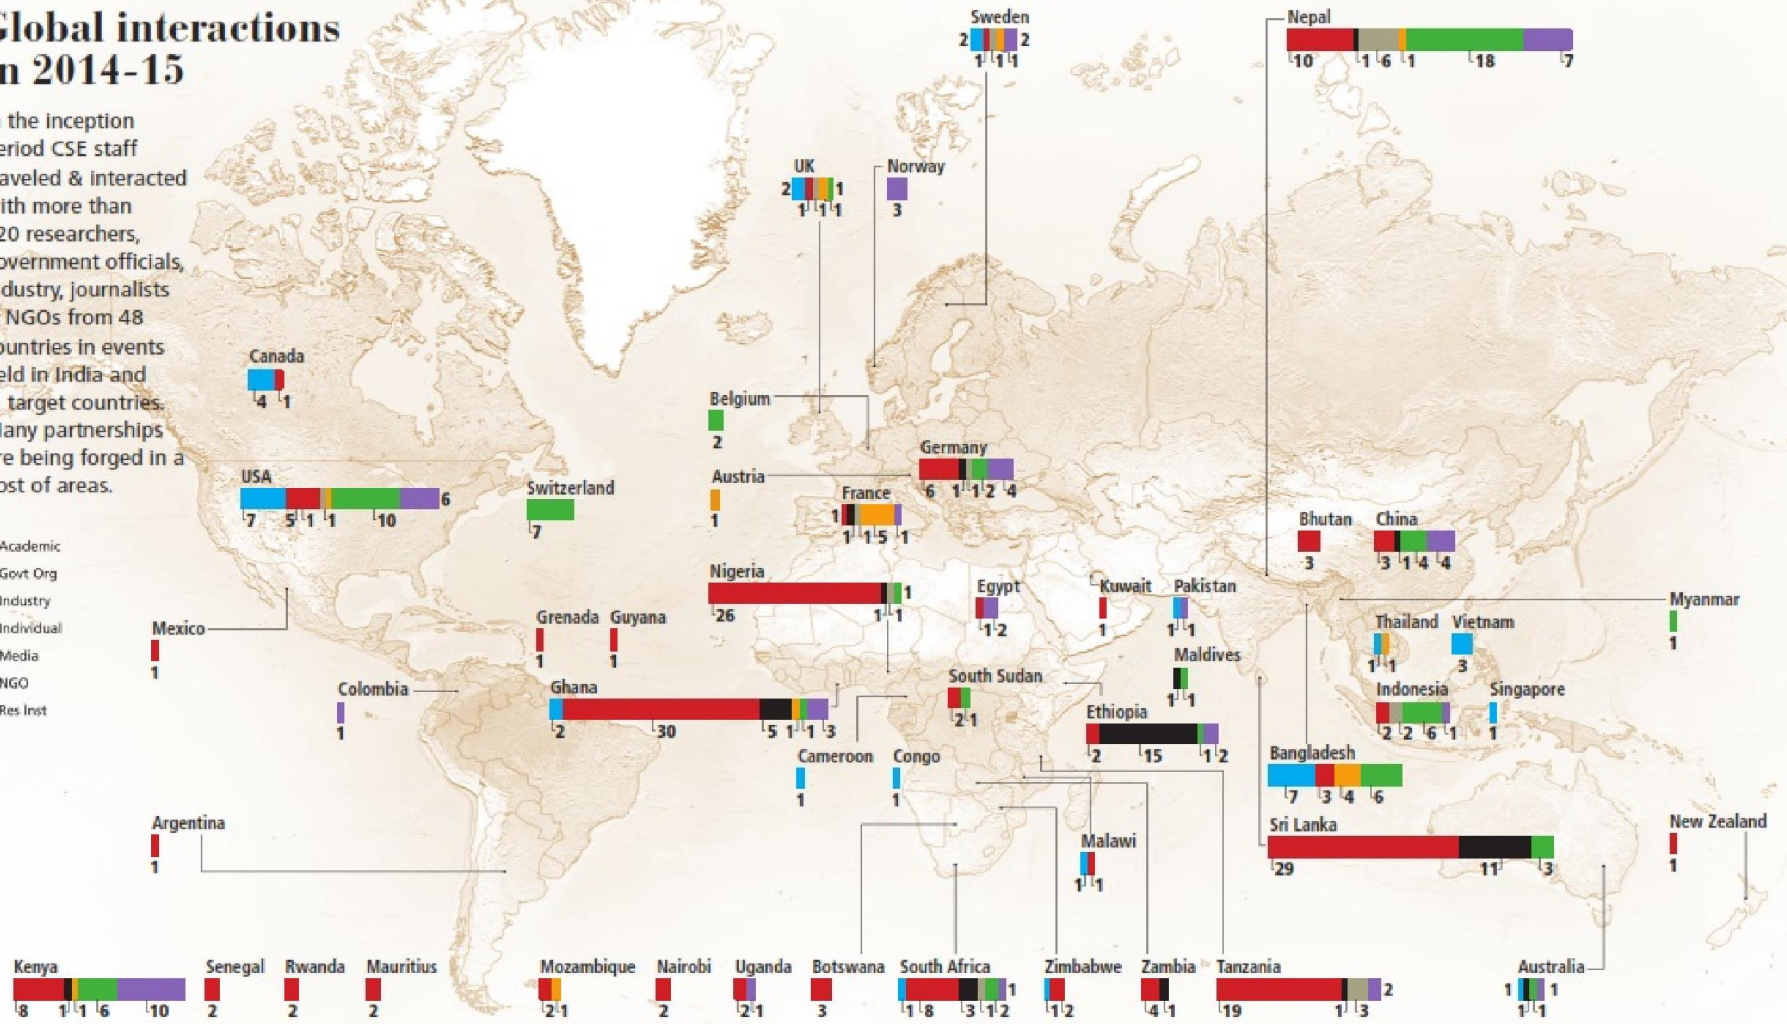 Global interactions
in 2014-15
the inception
eriod CSE staff
aveled & interacted
ith more than
20 researchers,
overnment officials,
dustry, journalists
NGOs from 48
ountries in events
eld in India and
target countries.
any partnerships
re being forged in a
ost of areas.
Academic
Govt Org
Industry
Individual
Media
NGO
Res Inst
Sweden
2 2
1 1 1
Nepal
10 1 6 1 18 7
UK
2 1
1 1 1
Norway
3
Canada
4 1
Belgium
2
Germany
6 1 1 2 4
USA
6
7 5 1 1 10
Switzerland
7
Austria
1
France
1
1 1 5 1
Bhutan
3
China
3 1 4 4
Nigeria
1
26 1 1
Egypt
1 2
Kuwait
1
Pakistan
1 1
Myanmar
1
Mexico
1
Grenada
1
Guyana
1
Thailand
1 1
Vietnam
3
Maldives
1 1
Colombia
1
Ghana
2 30 5 1 1 3
South Sudan
2 1
Ethiopia
2 15 1 2
Indonesia
2 2 6 1
Singapore
1
Cameroon
1
Congo
1
Bangladesh
7 3 4 6
Argentina
1
Malawi
1 1
Sri Lanka
29 11 3
New Zealand
1
Kenya
8 1 1 6 10
Senegal
2
Rwanda
2
Mauritius
2
Mozambique
2 1
Nairobi
2
Uganda
2 1
Botswana
3
South Africa
1
1 8 3 1 2
Zimbabwe
1 2
Zambia
4 1
Tanzania
2
19 1 3
Australia
1 1
1 1